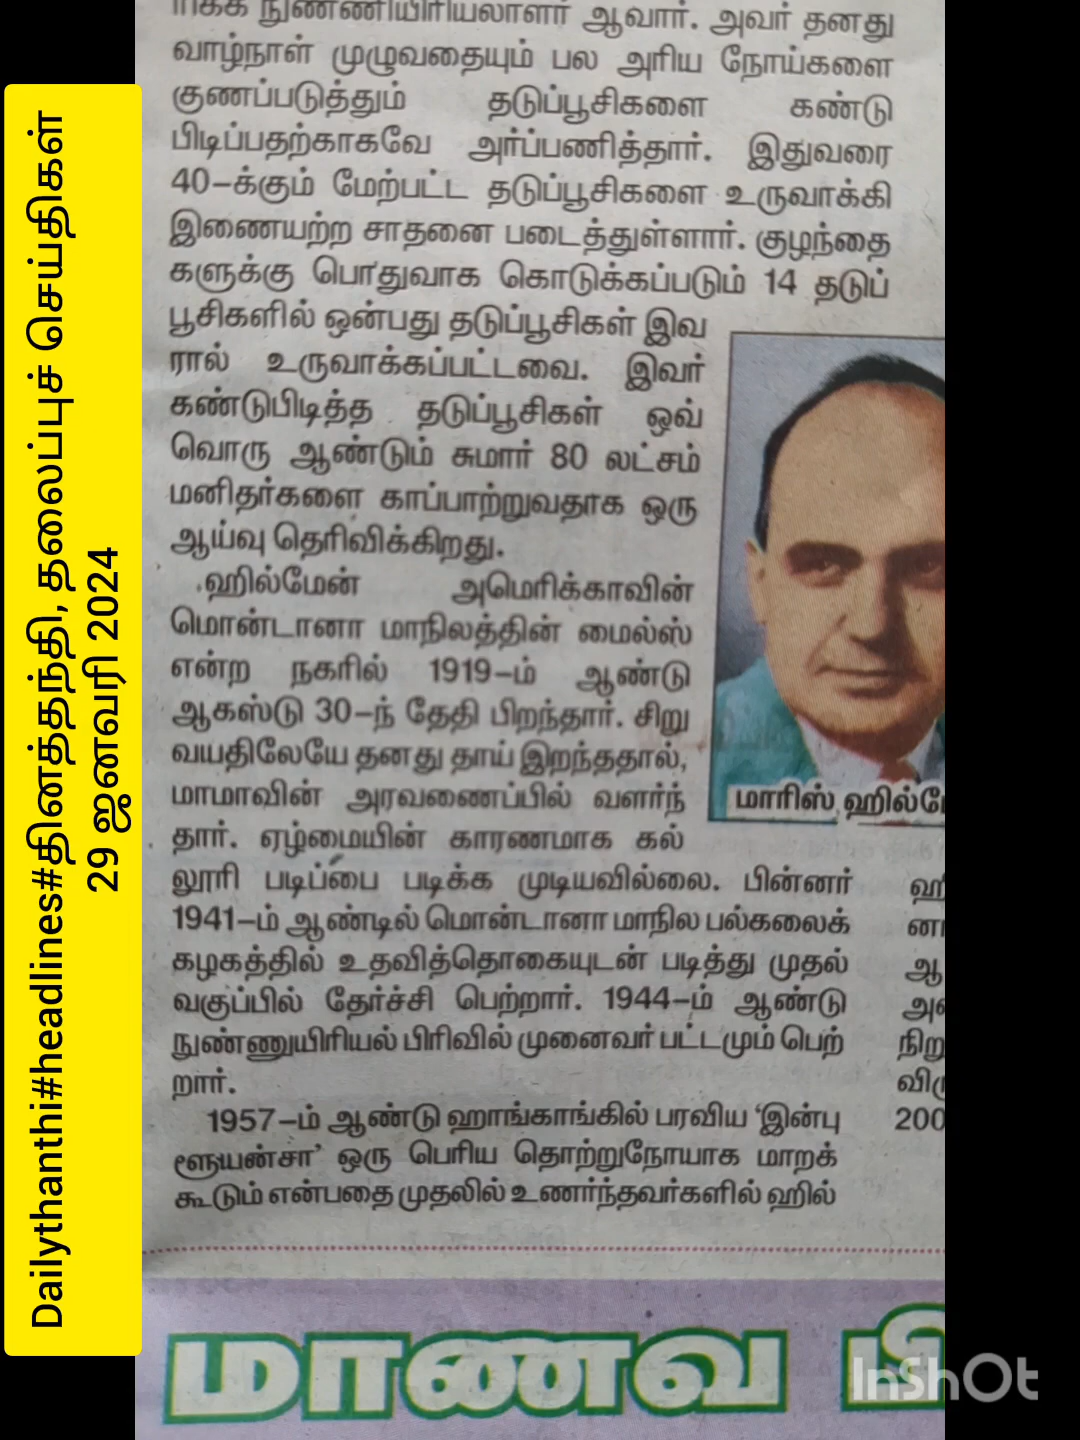 Dailythanthi#headlines#தினத்தந்தி,தலைப்புச் செய்திகள்
29 ஜனவரி 2024
நுண்ணியிரியலாளர் ஆவார். அவர் தனது
வாழ்நாள் முழுவதையும் பல அரிய நோய்களை
குணப்படுத்தும் தடுப்பூசிகளை கண்டு
பிடிப்பதற்காகவே அர்ப்பணித்தார். இதுவரை
40-க்கும் மேற்பட்ட தடுப்பூசிகளை உருவாக்கி
இணையற்ற சாதனை படைத்துள்ளார். குழந்தை
களுக்கு பொதுவாக கொடுக்கப்படும் 14 தடுப்
பூசிகளில் ஒன்பது தடுப்பூசிகள் இவ
ரால் உருவாக்கப்பட்டவை. இவர்
கண்டுபிடித்த தடுப்பூசிகள் ஒவ்
வொரு ஆண்டும் சுமார் 80 லட்சம்
மனிதர்களை காப்பாற்றுவதாக ஒரு
ஆய்வு தெரிவிக்கிறது.
ஹில்மேன் அமெரிக்காவின்
மொன்டானா மாநிலத்தின் மைல்ஸ்
என்ற நகரில் 1919-ம் ஆண்டு
ஆகஸ்டு 30-ந் தேதி பிறந்தார். சிறு
வயதிலேயே தனது தாய் இறந்ததால்,
மாமாவின் அரவணைப்பில் வளர்ந்
தார். ஏழ்மையின் காரணமாக கல்
லூரி படிப்பை படிக்க முடியவில்லை. பின்னர்
1941-ம் ஆண்டில் மொன்டானா மாநில பல்கலைக்
கழகத்தில் உதவித்தொகையுடன் படித்து முதல்
வகுப்பில் தேர்ச்சி பெற்றார். 1944-ம் ஆண்டு
நுண்ணுயிரியல் பிரிவில் முனைவர் பட்டமும் பெற்
றார்.
1957-ம் ஆண்டு ஹாங்காங்கில் பரவிய 'இன்பு
ளூயன்சா' ஒரு பெரிய தொற்றுநோயாக மாறக்
கூடும் என்பதை முதலில் உணர்ந்தவர்களில் ஹில்
மாரிஸ் ஹில்மே
ஹி
னா
ஆ
நிறு
விரு
200
மாணவ
InShOt